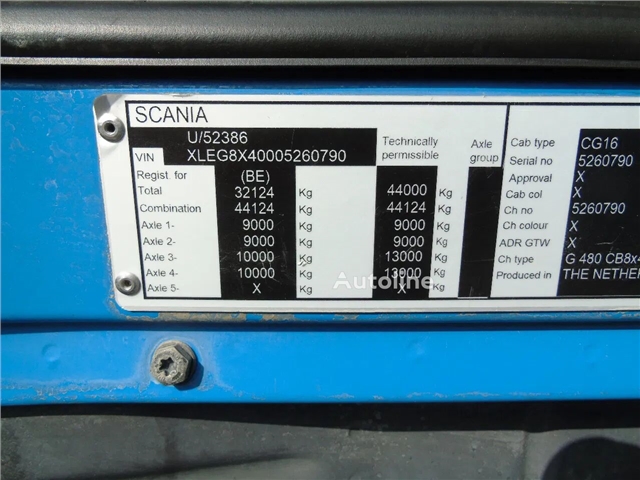 SCANIA
U/52386
VIN XLEG8X40005260790 Technically permissible Axle group
Regist for (BE)
Total 32124 Kg 44000 Kg
Combination 44124 Kg 44124 Kg
Axle 1- 9000 Kg 9000 Kg
Axle 2- 9000 Kg 9000 Kg
Axle 3- 10000 Kg 13000 Kg
Axle 4- 10000 Kg 13000 Kg
Axle 5- X Kg X Kg
Cab type CG16
Serial no 5260790
Approval X
Cab col X
Ch no 5260790
Ch colour X
ADR GTW X
Ch type G 480 CB8x4
Produced in THE NETHER
Autoline